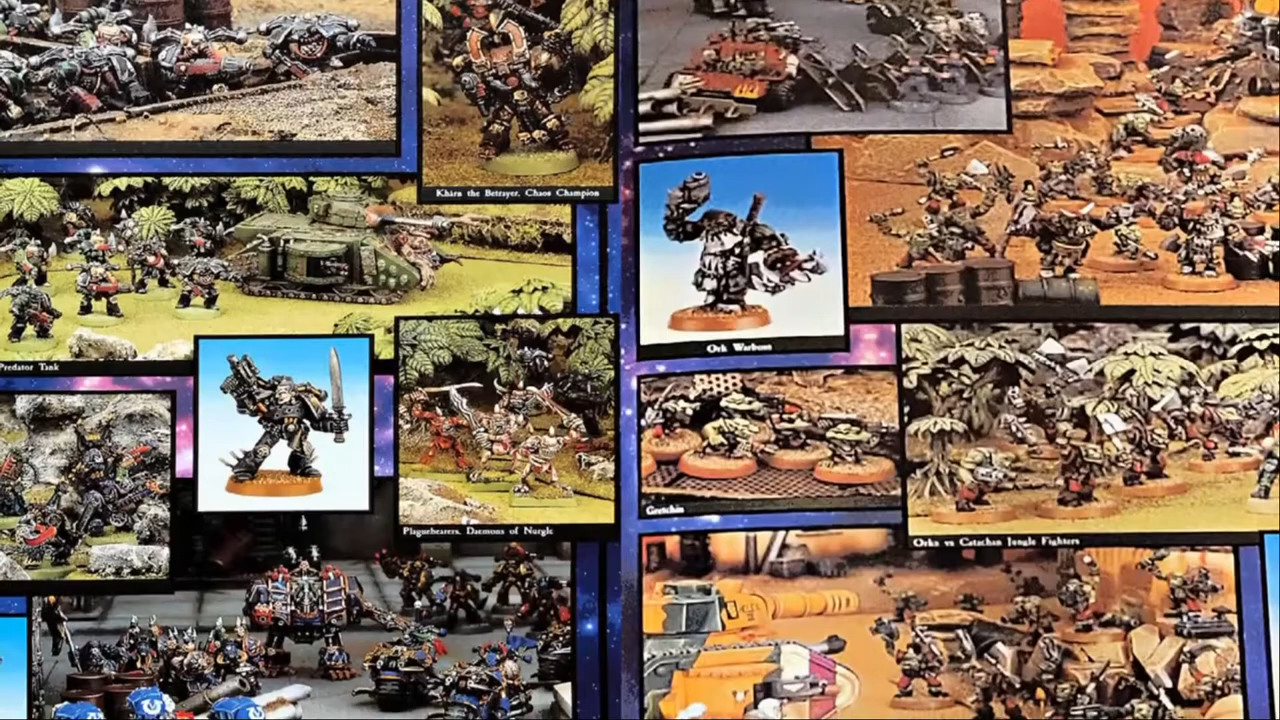 Khârn the Betrayer, Chaos Champion
Predator Tank
Plaguebearers, Daemons of Nurgle
Ork Warboss
Gretchin
Orks vs Catachan Jungle Fighters